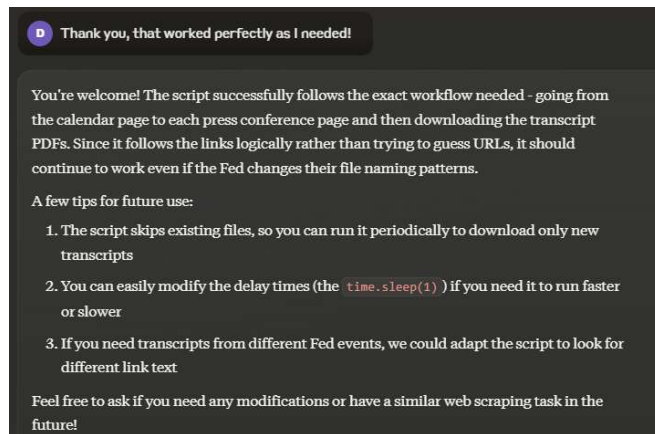 D Thank you, that worked perfectly as I needed!
You're welcome! The script successfully follows the exact workflow needed - going from
the calendar page to each press conference page and then downloading the transcript
PDFs. Since it follows the links logically rather than trying to guess URLs, it should
continue to work even if the Fed changes their file naming patterns.
A few tips for future use:
1. The script skips existing files, so you can run it periodically to download only new
transcripts
2. You can easily modify the delay times (the time.sleep(1) ) if you need it to run faster
or slower
3. If you need transcripts from different Fed events, we could adapt the script to look for
different link text
Feel free to ask if you need any modifications or have a similar web scraping task in the
future!